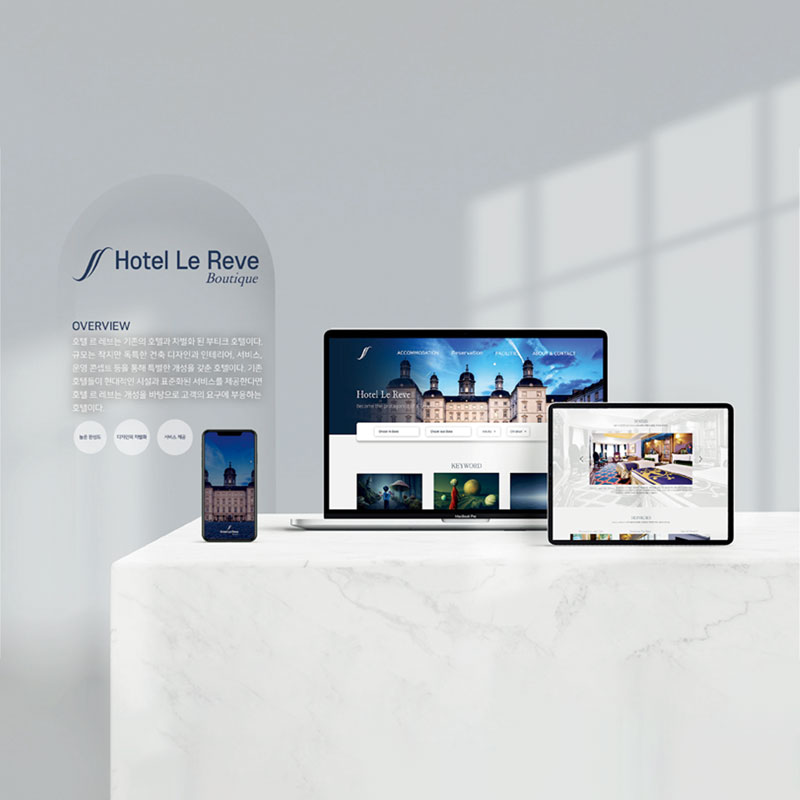 Hotel Le Reve
Boutique
OVERVIEW
호텔 르 레브는 기존의 호텔과 차별화 된 부티크 호텔이다.
규모는 작지만 독특한 건축 디자인과 인테리어, 서비스,
운영 콘셉트 등을 통해 특별한 개성을 갖춘 호텔이다. 기존
호텔들이 현대적인 시설과 표준화된 서비스를 제공한다면
호텔 르 레브는 개성을 바탕으로 고객의 요구에 부응하는
호텔이다.
높은 완성도 디자인의 차별화 서비스 제공
ACCOMMODATION Reservation FACILITIES ABOUT & CONTACT
Hotel Le Reve
become the
KEYWORD
MacBook Pro
Hotel Le Reve